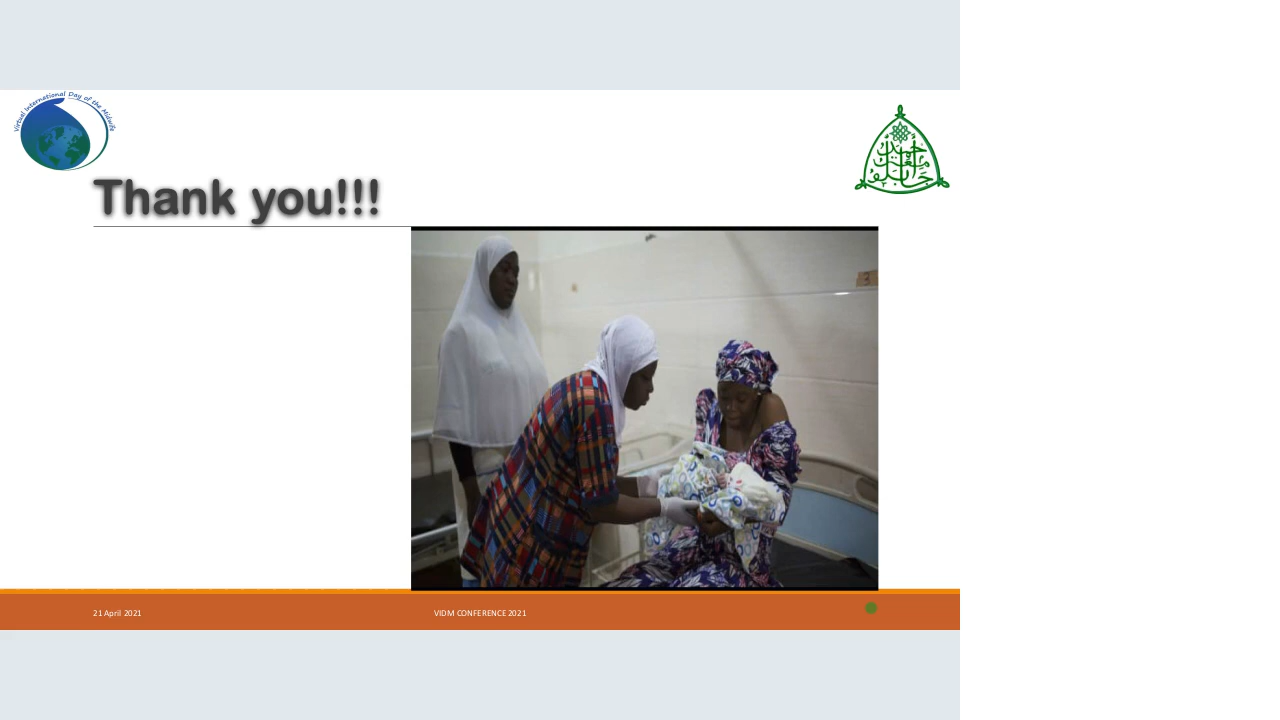 Virtual International Day of the Midwife
Thank you!!!
21 April 2021
VIDM CONFERENCE 2021